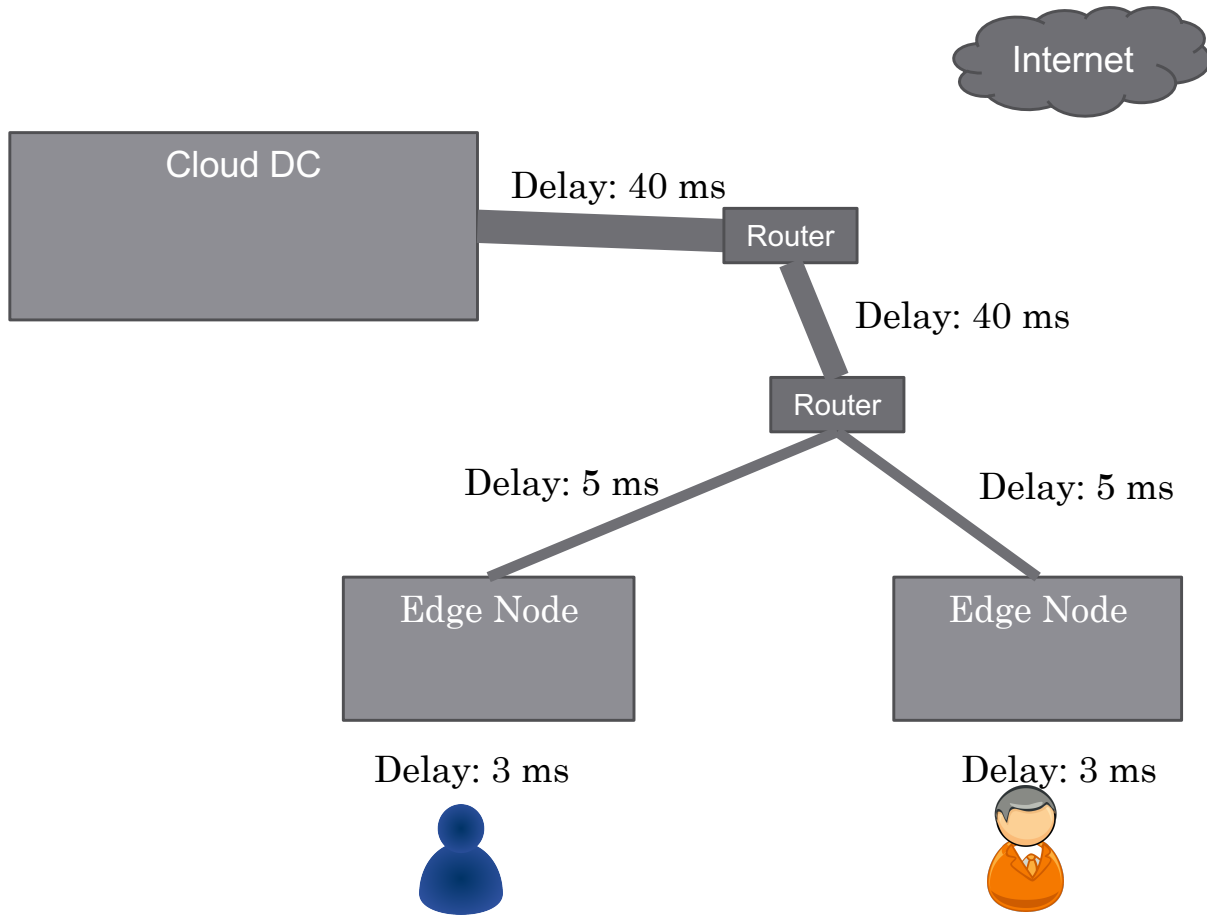 Internet
Cloud DC
Delay: 40 ms
Router
Delay: 40 ms
Router
Delay: 5 ms
Delay: 5 ms
Edge Node
Edge Node
Delay: 3 ms
Delay: 3 ms